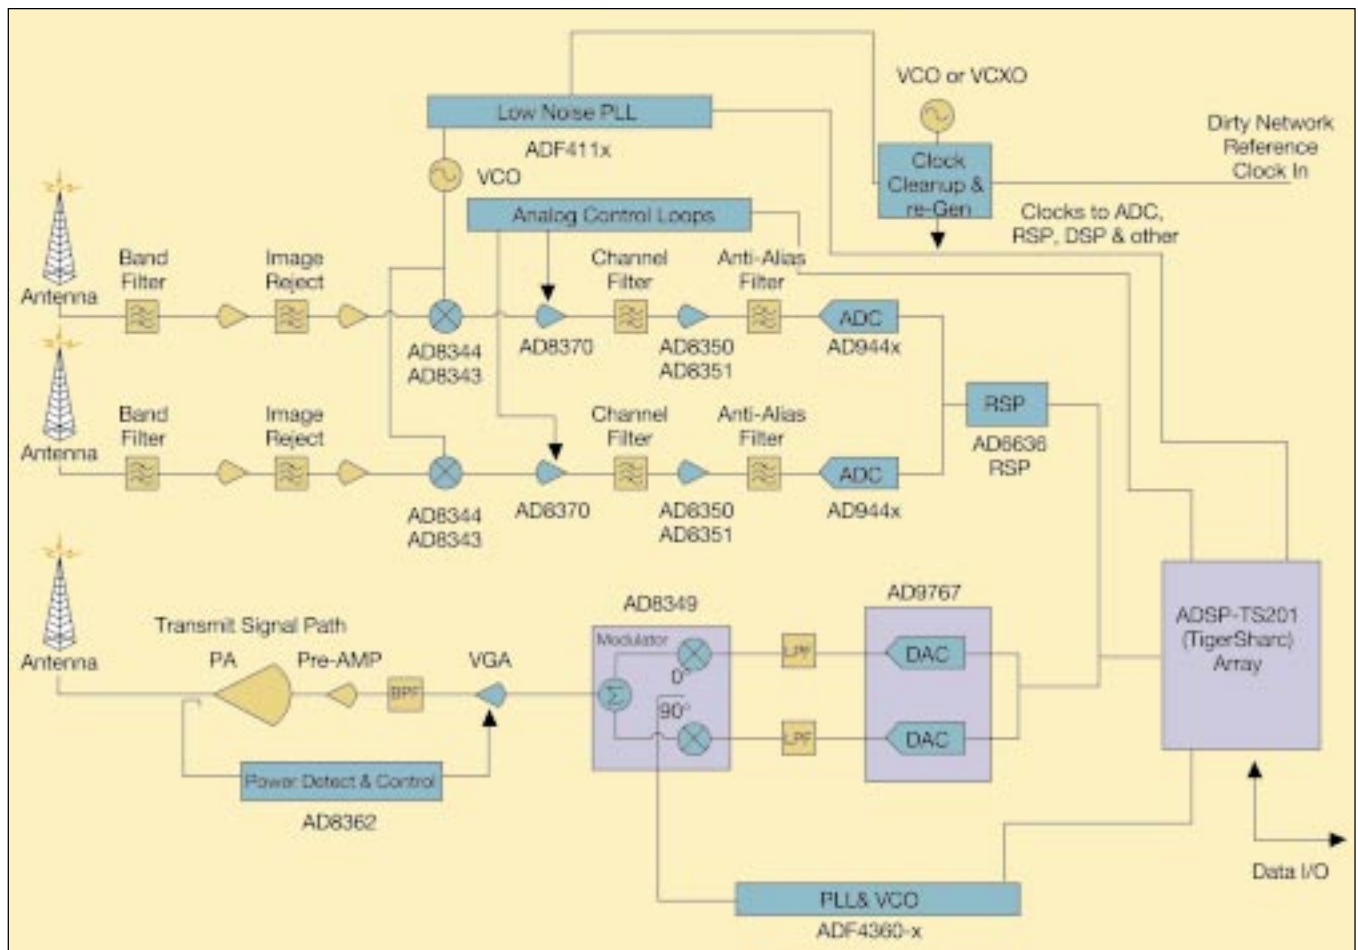 VCO or VCXO
Low Noise PLL
ADF411x
Dirty Network
Reference
Clock In
Clock
Cleanup &
re-Gen
VCO
Analog Control Loops
Clocks to ADC,
RSP, DSP & other
Antenna
Band
Filter
Image
Reject
Channel
Filter
Anti-Alias
Filter
AD8344
AD8343
AD8370
AD8350
AD8351
ADC
AD944x
Antenna
Band
Filter
Image
Reject
Channel
Filter
Anti-Alias
Filter
AD8344
AD8343
AD8370
AD8350
AD8351
ADC
AD944x
RSP
AD6636
RSP
Antenna
Transmit Signal Path
PA
Pre-AMP
BPF
VGA
Power Detect & Control
AD8362
AD8349
Modulator
0°
Σ
90°
LPF
LPF
AD9767
DAC
DAC
ADSP-TS201
(TigerSharc)
Array
Data I/O
PLL& VCO
ADF4360-x